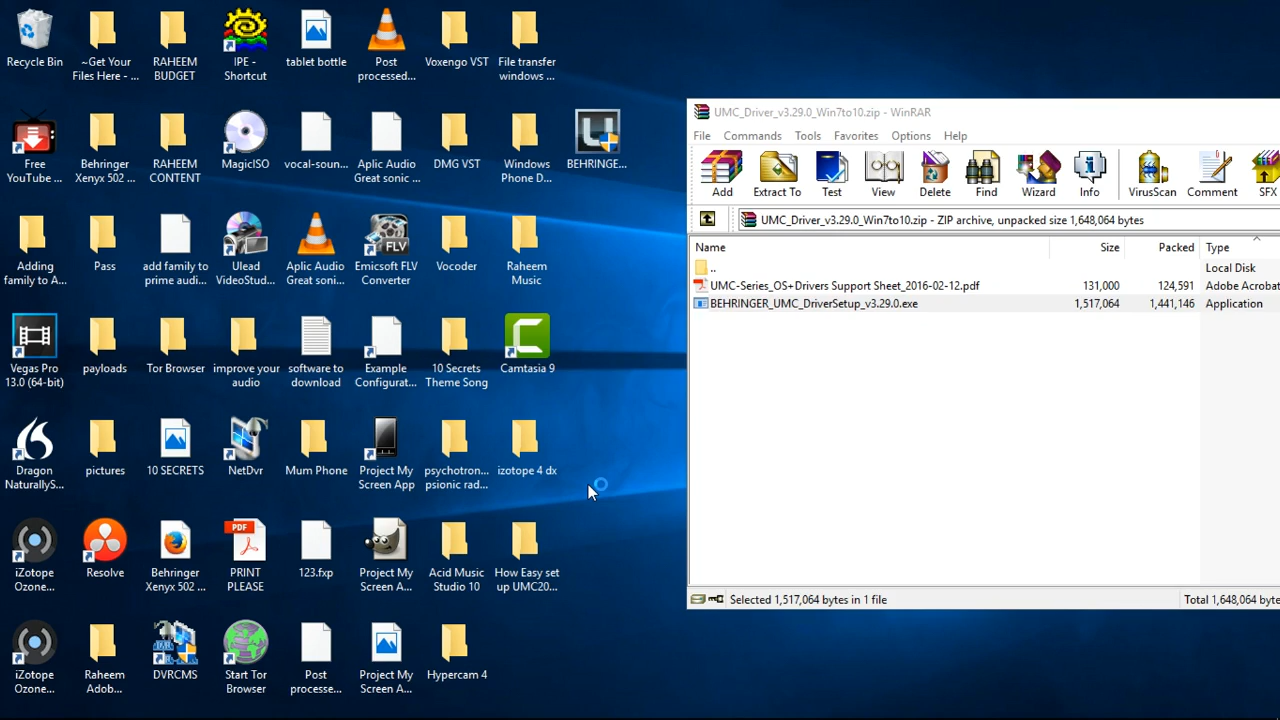 Recycle Bin
~Get Your
Files Here - ...
RAHEEM
BUDGET
IPE -
Shortcut
tablet bottle
Post
processed...
Voxengo VST
File transfer
windows ...
Free
YouTube ...
Behringer
Xenyx 502 ...
RAHEEM
CONTENT
MagicISO
vocal-soun...
Aplic Audio
Great sonic ...
DMG VST
Windows
Phone D...
BEHRINGE...
Adding
family to A...
Pass
add family to
prime audi...
Ulead
VideoStud...
Aplic Audio
Great soni...
FLV
Emicsoft FLV
Converter
Vocoder
Raheem
Music
Vegas Pro
13.0 (64-bit)
payloads
Tor Browser
improve your
audio
software to
download
Example
Configurat...
10 Secrets
Theme Song
Camtasia 9
Dragon
NaturallyS...
pictures
10 SECRETS
NetDvr
Mum Phone
Project My
Screen App
psychotron...
psionic rad...
izotope 4 dx
iZotope
Ozone...
Resolve
Behringer
Xenyx 502 ...
PDF
PRINT
PLEASE
123.fxp
Project My
Screen A...
Acid Music
Studio 10
How Easy set
up UMC20...
iZotope
Ozone...
Raheem
Adob...
DVRCMS
Start Tor
Browser
Post
processe...
Project My
Screen A...
Hypercam 4
UMC_Driver_v3.29.0_Win7to10.zip - WinRAR
File Commands Tools Favorites Options Help
Add Extract To Test View Delete Find Wizard Info VirusScan Comment SFX
UMC_Driver_v3.29.0_Win7to10.zip - ZIP archive, unpacked size 1,648,064 bytes
Name Size Packed Type
.. Local Disk
UMC-Series_OS+Drivers Support Sheet_2016-02-12.pdf 131,000 124,591 Adobe Acrobat
BEHRINGER_UMC_DriverSetup_v3.29.0.exe 1,517,064 1,441,146 Application
Selected 1,517,064 bytes in 1 file Total 1,648,064 byte